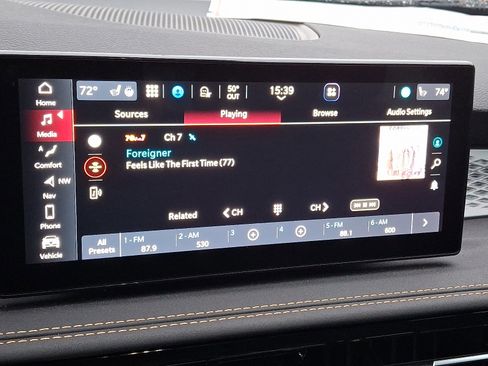 Home
72°
50°
OUT
15:39
74°
Sources
Playing
Browse
Audio Settings
Media
Ch 7
Foreigner
Feels Like The First Time (77)
A
Comfort
NW
Nav
Related
CH
CH
Phone
All
Presets
1 - FM
87.9
2 - AM
530
3
4
5 - FM
88.1
6 - AM
600
Vehicle